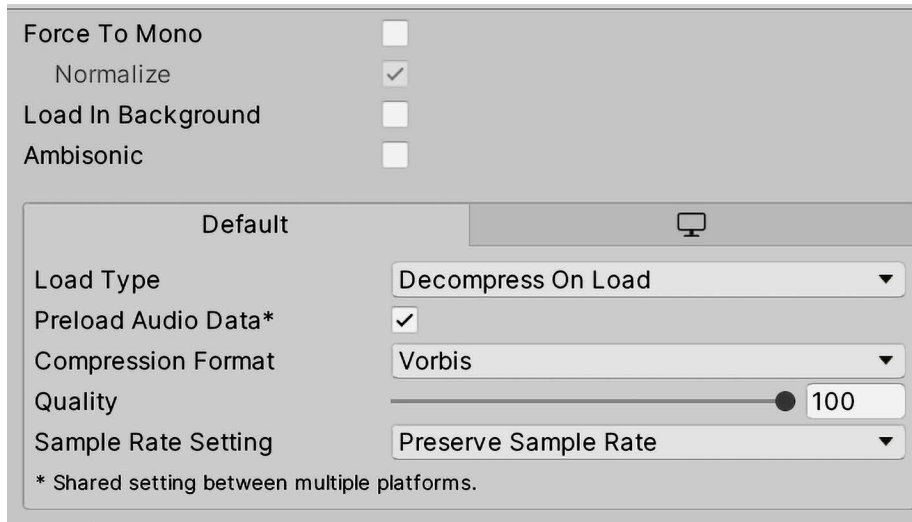 Force To Mono
Normalize
Load In Background
Ambisonic
Default
Load Type Decompress On Load
Preload Audio Data*
Compression Format Vorbis
Quality 100
Sample Rate Setting Preserve Sample Rate
* Shared setting between multiple platforms.